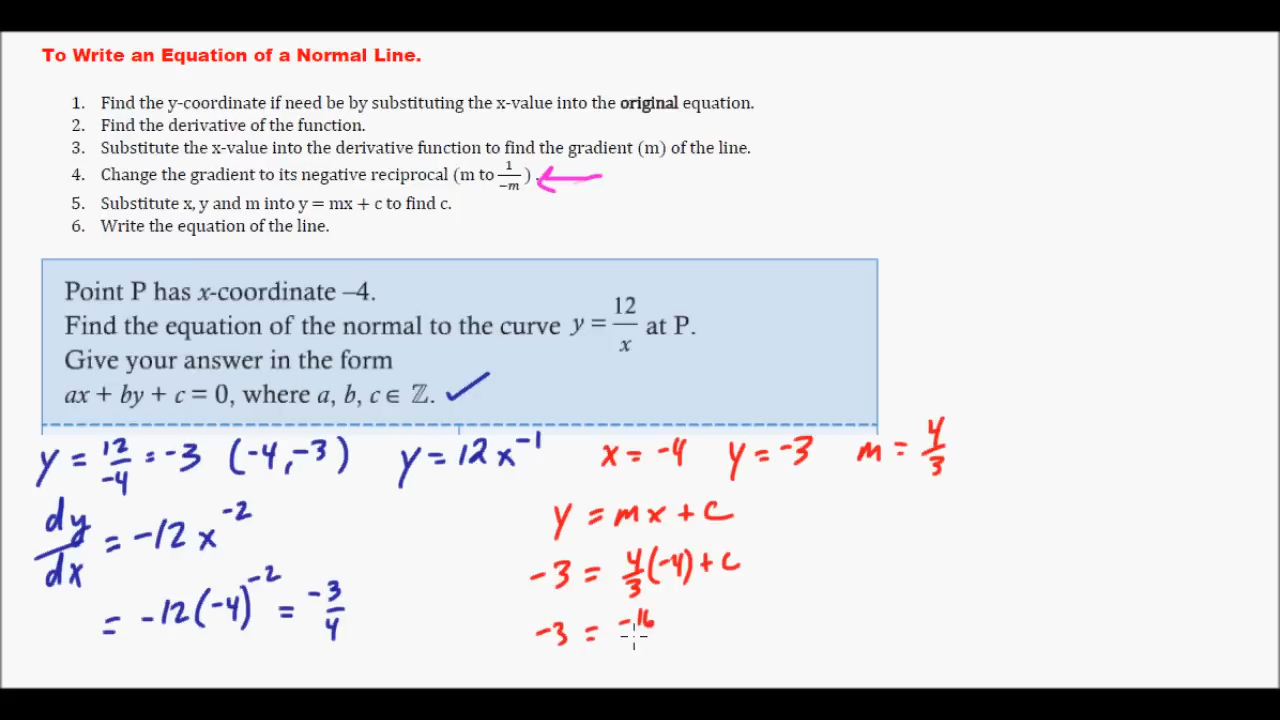 To Write an Equation of a Normal Line.
1. Find the y-coordinate if need be by substituting the x-value into the original equation.
2. Find the derivative of the function.
3. Substitute the x-value into the derivative function to find the gradient (m) of the line.
4. Change the gradient to its negative reciprocal (m to 1/-m) .
5. Substitute x, y and m into y = mx + c to find c.
6. Write the equation of the line.
Point P has x-coordinate –4.
Find the equation of the normal to the curve y = 12/x at P.
Give your answer in the form
ax + by + c = 0, where a, b, c ∈ ℤ.
y = 12/-4 = -3 (-4,-3) y = 12x⁻¹ x = -4 y = -3 m = 4/3
dy/dx = -12x⁻² y = mx + c
-3 = 4/3(-4) + c
= -12(-4)⁻² = -3/4 -3 = -16